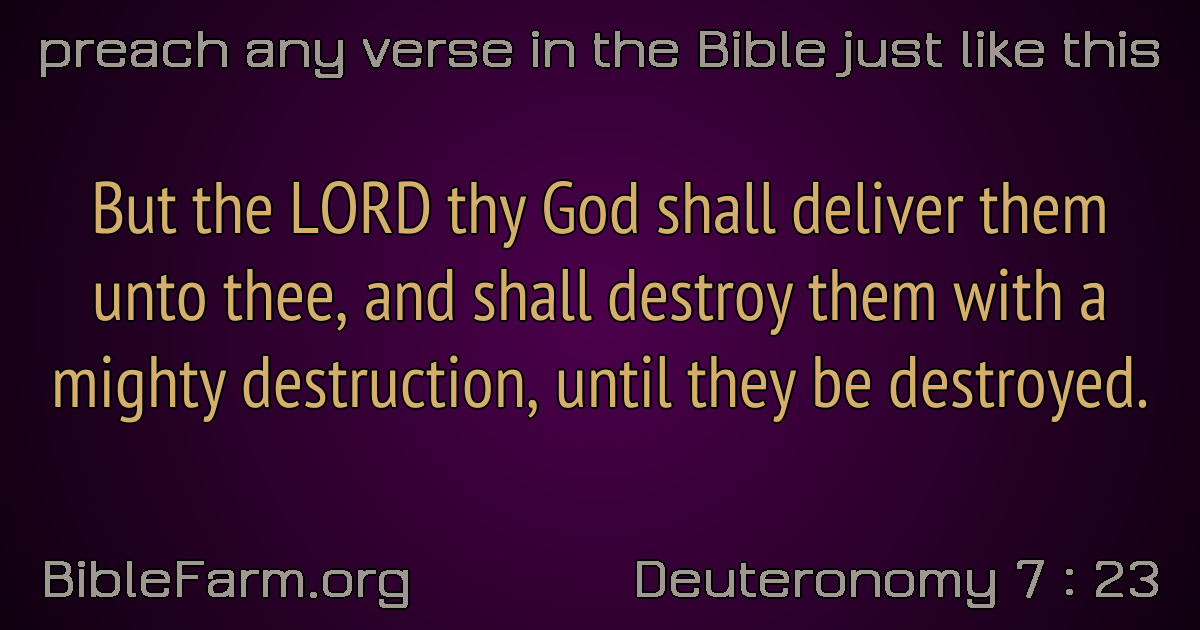 preach any verse in the Bible just like this
But the LORD thy God shall deliver them
unto thee, and shall destroy them with a
mighty destruction, until they be destroyed.
BibleFarm.org
Deuteronomy 7 : 23